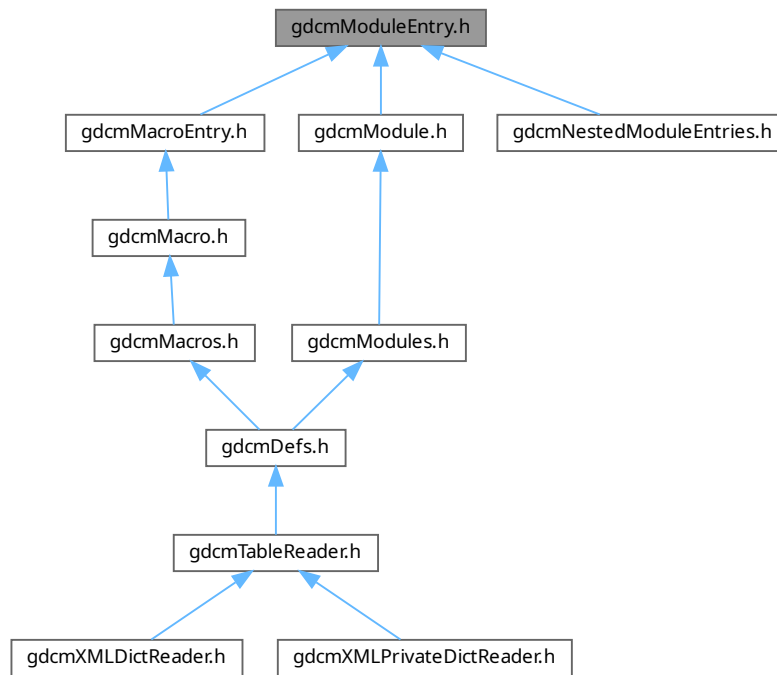 gdcmModuleEntry.h
gdcmMacroEntry.h
gdcmModule.h
gdcmNestedModuleEntries.h
gdcmMacro.h
gdcmMacros.h
gdcmModules.h
gdcmDefs.h
gdcmTableReader.h
gdcmXMLDictReader.h
gdcmXMLPrivateDictReader.h